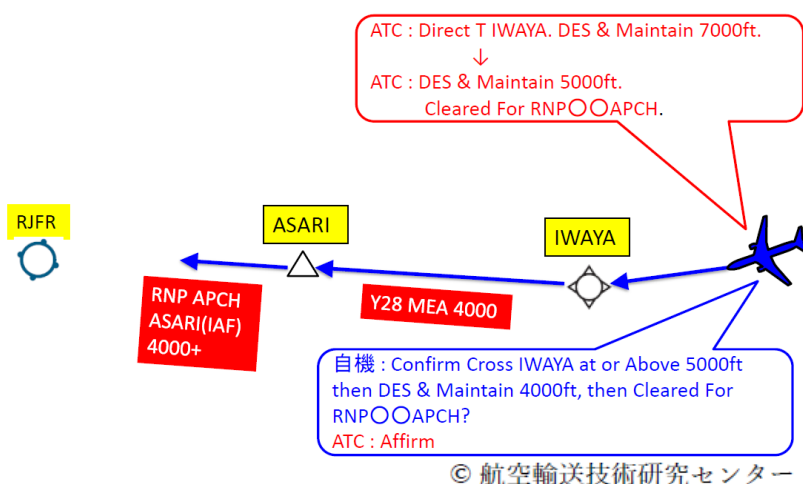 ATC : Direct T IWAYA. DES & Maintain 7000ft.
↓
ATC : DES & Maintain 5000ft.
Cleared For RNP〇〇APCH.
RJFR
ASARI
IWAYA
RNP APCH
ASARI(IAF)
4000+
Y28 MEA 4000
自機 : Confirm Cross IWAYA at or Above 5000ft
then DES & Maintain 4000ft, then Cleared For
RNP〇〇APCH?
ATC : Affirm
© 航空輸送技術研究センター